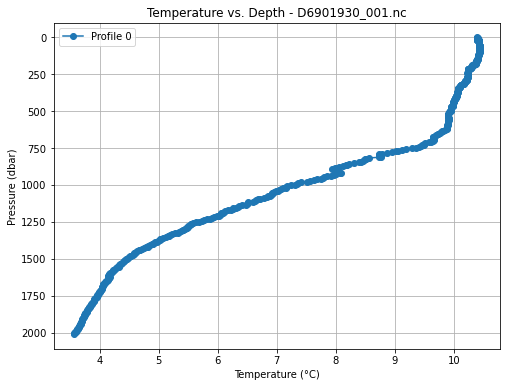 Temperature vs. Depth - D6901930_001.nc
Profile 0
Pressure (dbar)
0
250
500
750
1000
1250
1500
1750
2000
4 5 6 7 8 9 10
Temperature (°C)